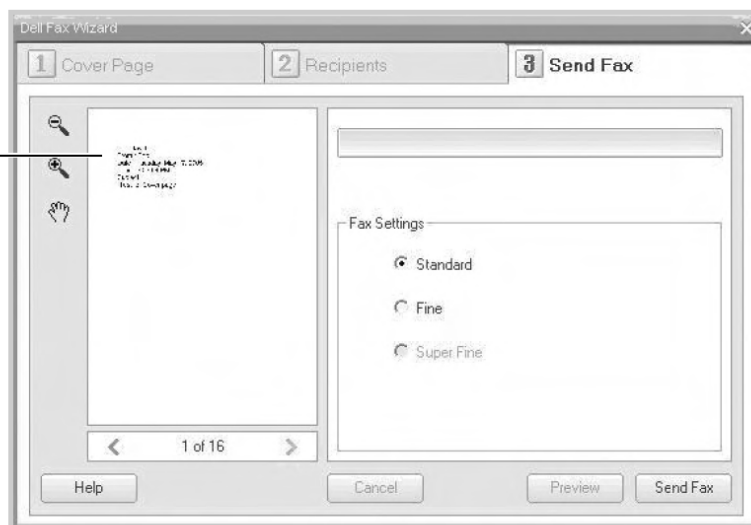 Dell Fax Wizard
1 Cover Page
2 Recipients
3 Send Fax
Fax Settings
Standard
Fine
Super Fine
1 of 16
Help
Cancel
Preview
Send Fax